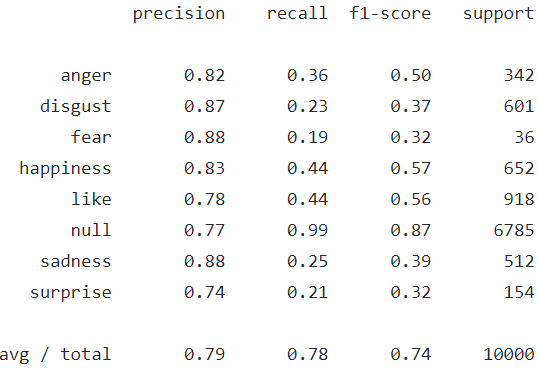 precision recall f1-score support
anger 0.82 0.36 0.50 342
disgust 0.87 0.23 0.37 601
fear 0.88 0.19 0.32 36
happiness 0.83 0.44 0.57 652
like 0.78 0.44 0.56 918
null 0.77 0.99 0.87 6785
sadness 0.88 0.25 0.39 512
surprise 0.74 0.21 0.32 154
avg / total 0.79 0.78 0.74 10000